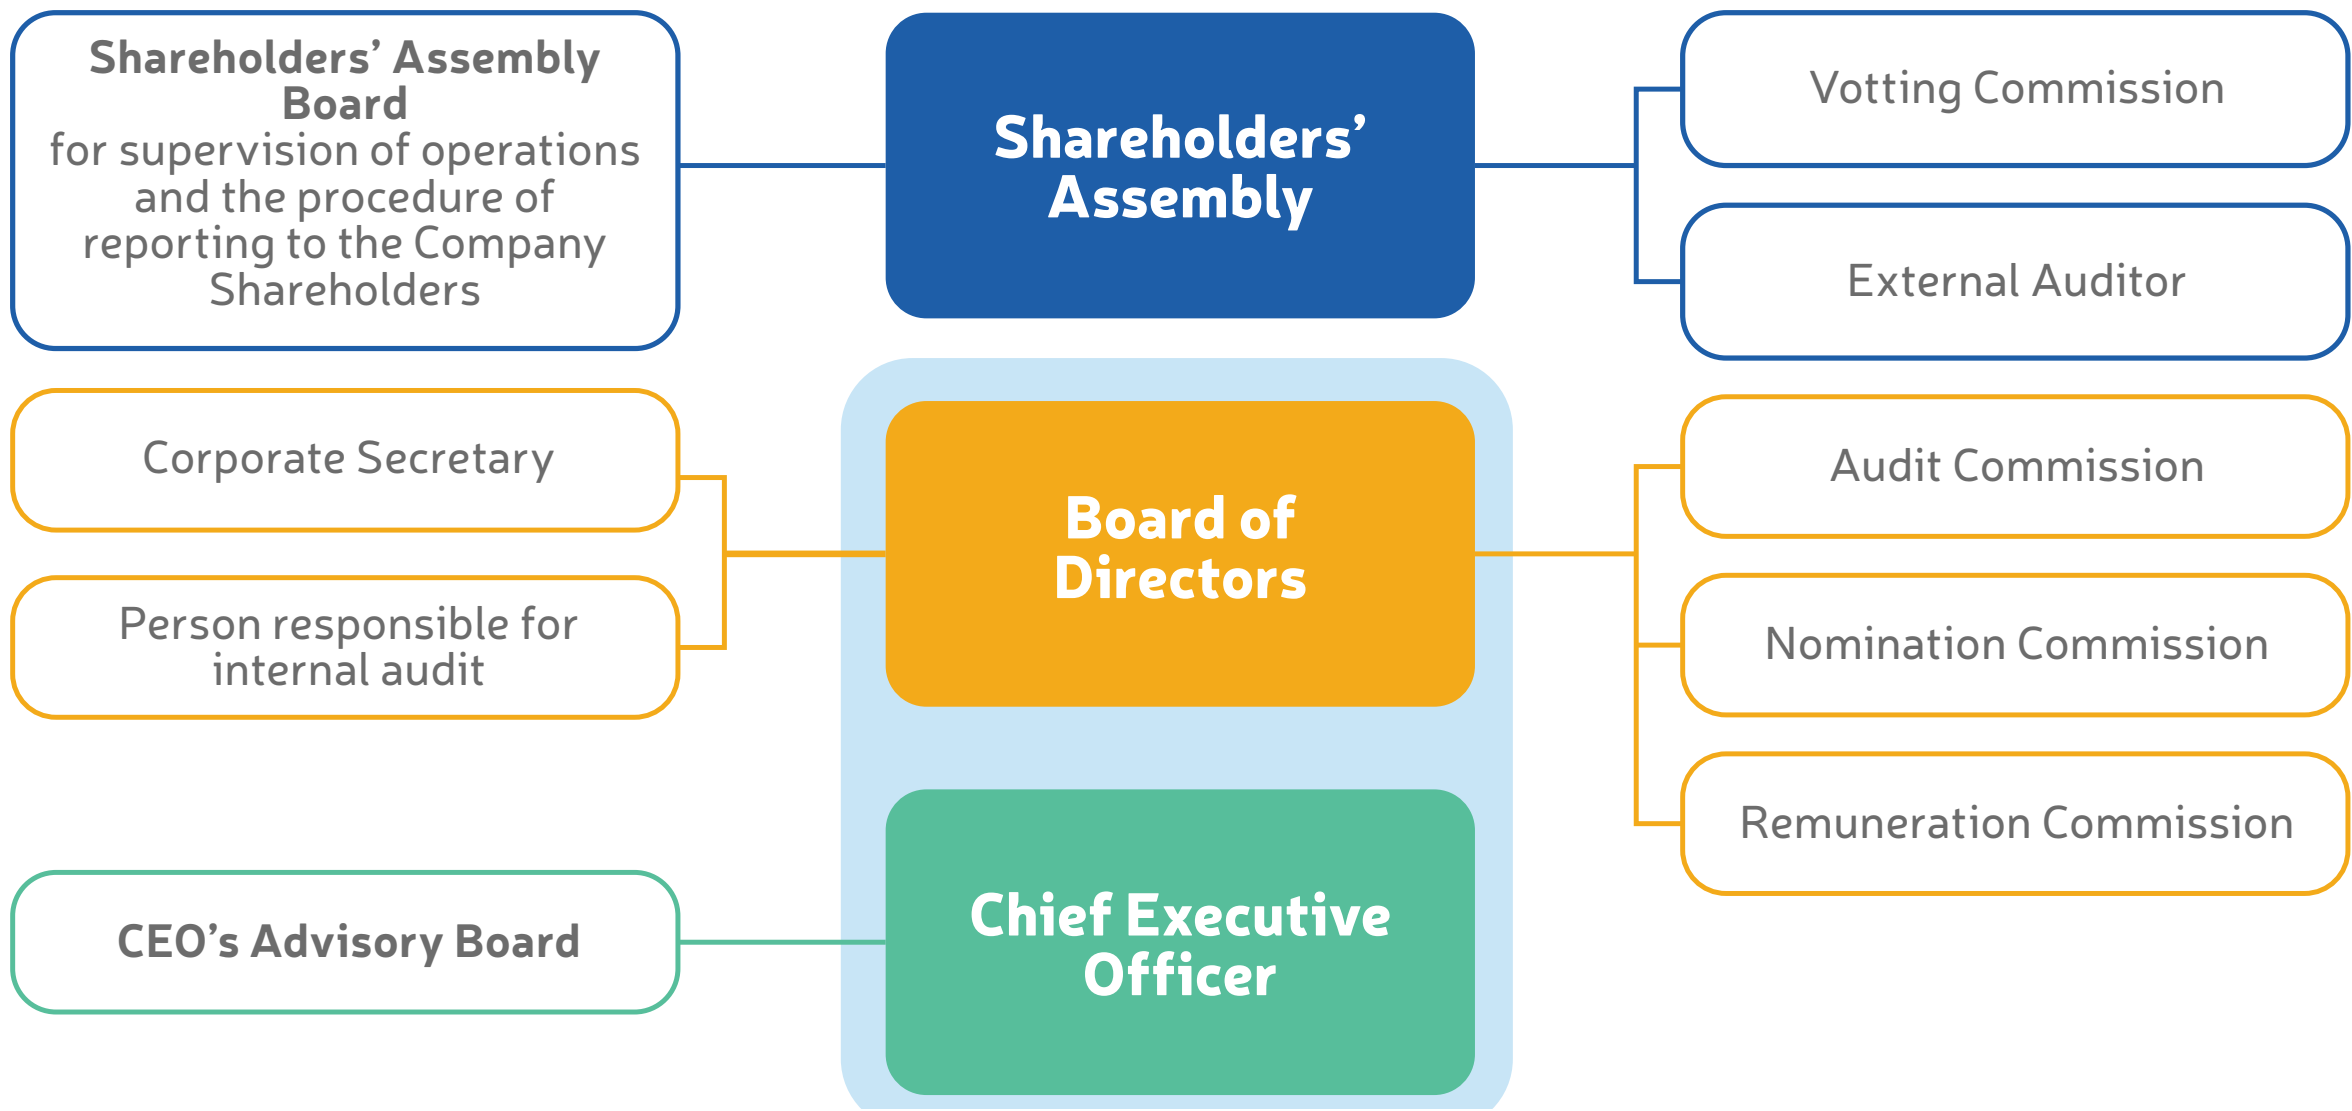 Shareholders’ Assembly
Board
for supervision of operations
and the procedure of
reporting to the Company
Shareholders
Shareholders’
Assembly
Votting Commission
External Auditor
Corporate Secretary
Person responsible for
internal audit
Board of
Directors
Audit Commission
Nomination Commission
Remuneration Commission
CEO’s Advisory Board
Chief Executive
Officer